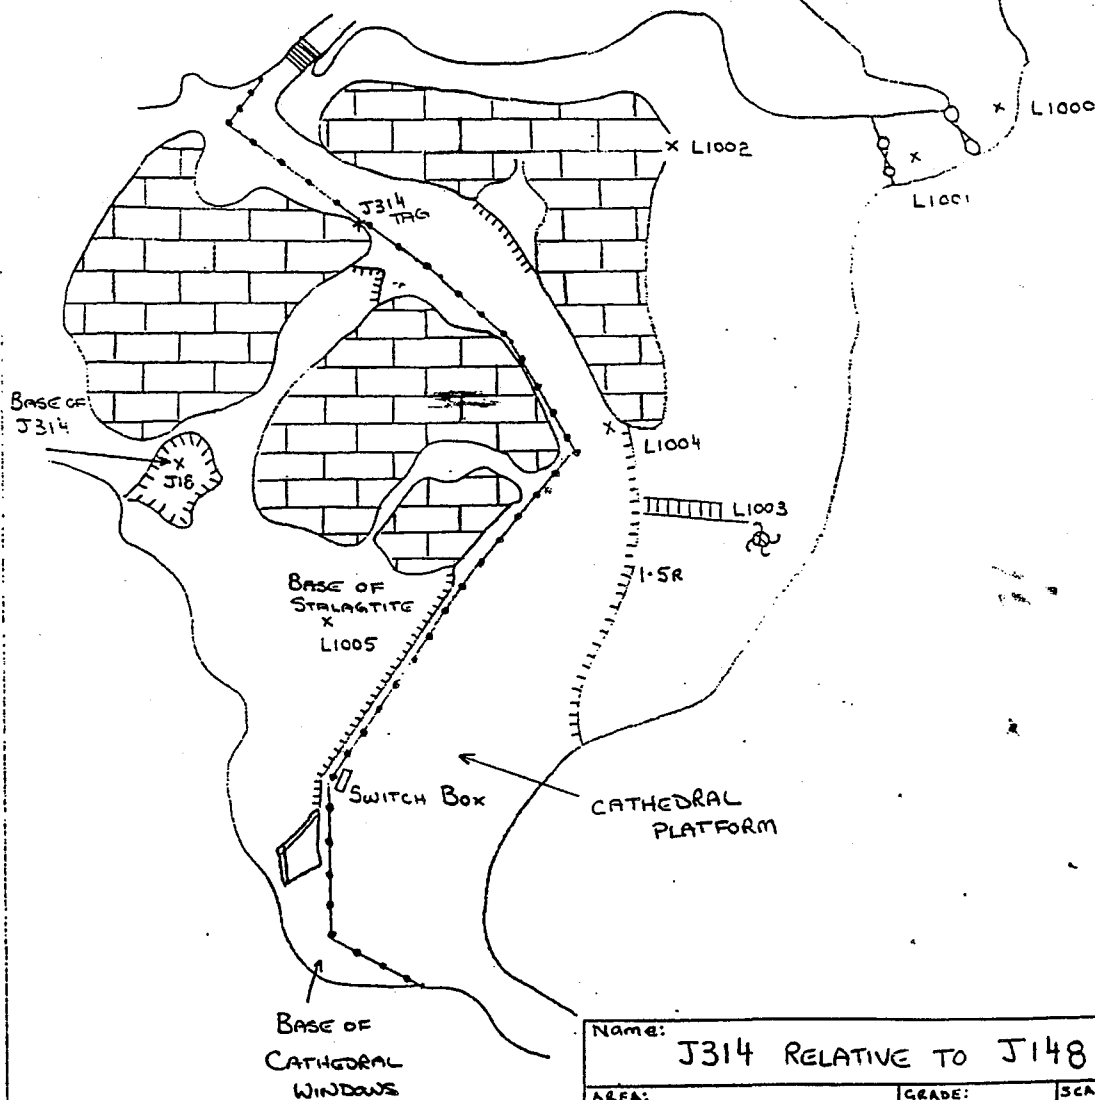 L1000
L1002
L1001
J314
TAG
BASE OF
J314
J18
L1004
L1003
1.5R
BASE OF
STALAGTITE
x
L1005
SWITCH BOX
CATHEDRAL
PLATFORM
BASE OF
CATHEDRAL
WINDOWS
Name:
J314 RELATIVE TO J148
AREA: GRADE: SCA